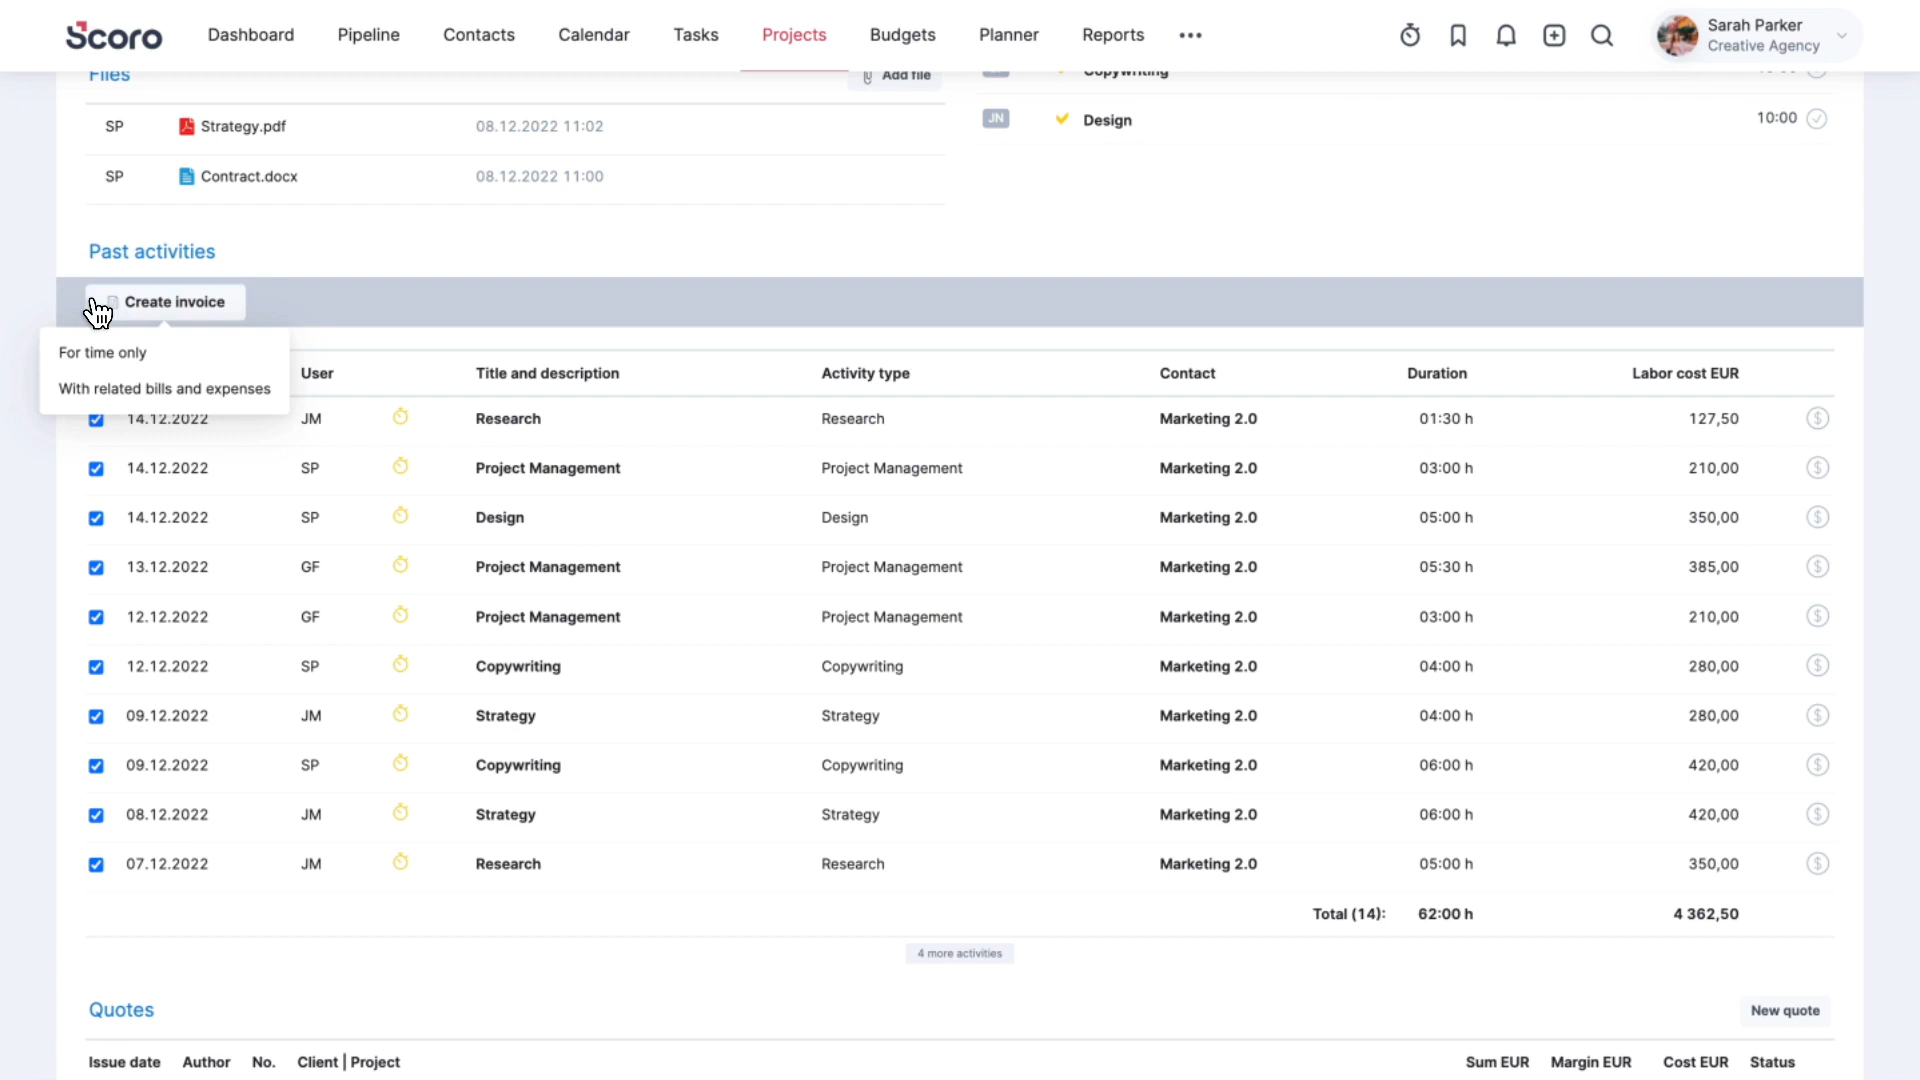 Scoro Dashboard Pipeline Contacts Calendar Tasks Projects Budgets Planner Reports ••• Sarah Parker
Creative Agency
Files Add file Copywriting
SP Strategy.pdf 08.12.2022 11:02 JN Design 10:00
SP Contract.docx 08.12.2022 11:00
Past activities
Create invoice
For time only
With related bills and expenses
User Title and description Activity type Contact Duration Labor cost EUR
14.12.2022 JM Research Research Marketing 2.0 01:30 h 127,50
14.12.2022 SP Project Management Project Management Marketing 2.0 03:00 h 210,00
14.12.2022 SP Design Design Marketing 2.0 05:00 h 350,00
13.12.2022 GF Project Management Project Management Marketing 2.0 05:30 h 385,00
12.12.2022 GF Project Management Project Management Marketing 2.0 03:00 h 210,00
12.12.2022 SP Copywriting Copywriting Marketing 2.0 04:00 h 280,00
09.12.2022 JM Strategy Strategy Marketing 2.0 04:00 h 280,00
09.12.2022 SP Copywriting Copywriting Marketing 2.0 06:00 h 420,00
08.12.2022 JM Strategy Strategy Marketing 2.0 06:00 h 420,00
07.12.2022 JM Research Research Marketing 2.0 05:00 h 350,00
Total (14): 62:00 h 4 362,50
4 more activities
Quotes New quote
Issue date Author No. Client | Project Sum EUR Margin EUR Cost EUR Status